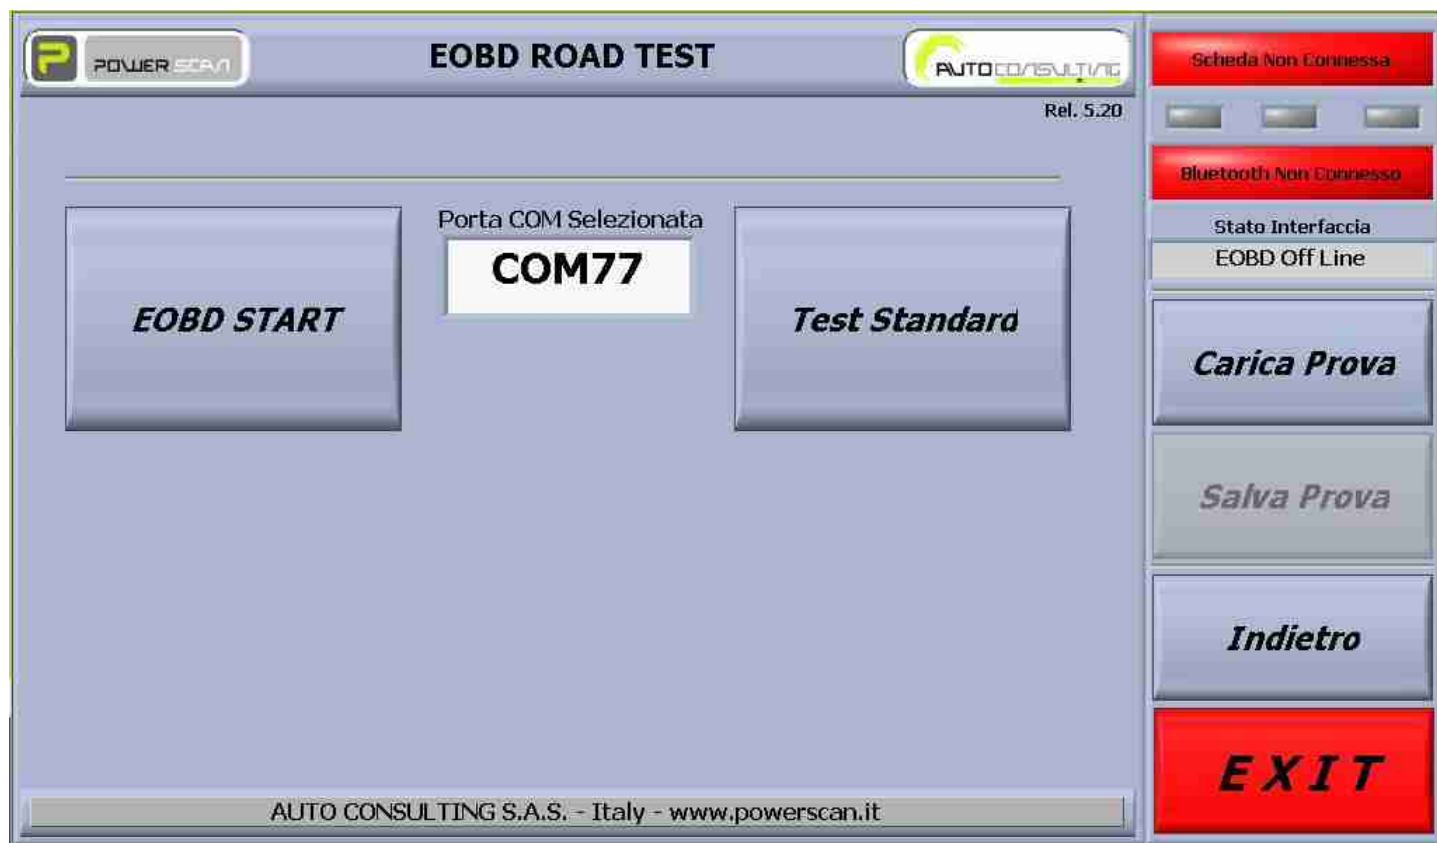 POWER SCAN
EOBD ROAD TEST
AUTOCONSULTING
Rel. 5.20
Scheda Non Connessa
Bluetooth Non Connesso
Stato Interfaccia
EOBD Off Line
EOBD START
Porta COM Selezionata
COM77
Test Standard
Carica Prova
Salva Prova
Indietro
EXIT
AUTO CONSULTING S.A.S. - Italy - www.powerscan.it